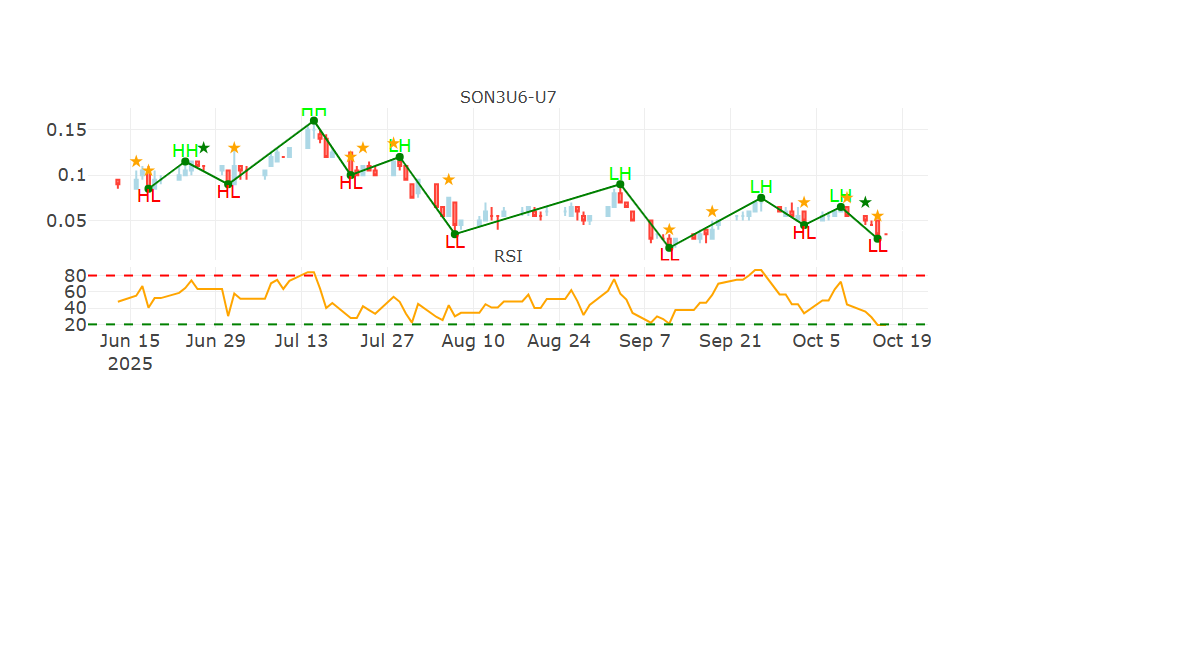 SON3U6-U7
0.15
0.1
0.05
HL
HH
HL
HL
LH
LL
LH
LL
LH
HL
LH
LL
RSI
80
60
40
20
Jun 15 Jun 29 Jul 13 Jul 27 Aug 10 Aug 24 Sep 7 Sep 21 Oct 5 Oct 19
2025